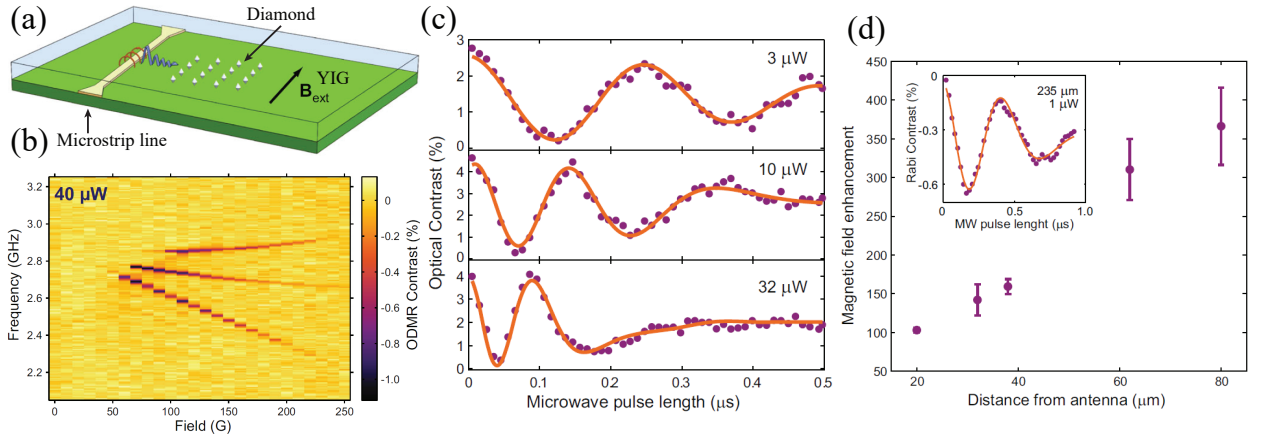 (a)
Diamond
YIG
B ext
Microstrip line
(b)
40 µW
3.2
3.0
2.8
2.6
2.4
2.2
Frequency (GHz)
0 50 100 150 200 250
Field (G)
0
-0.2
-0.4
-0.6
-0.8
-1.0
ODMR Contrast (%)
(c)
3 µW
3
2
1
0
10 µW
4
3
2
1
0
32 µW
4
3
2
1
0
Optical Contrast (%)
0 0.1 0.2 0.3 0.4 0.5
Microwave pulse length (µs)
(d)
450
400
350
300
250
200
150
100
50
Magnetic field enhancement
20 40 60 80
Distance from antenna (µm)
235 µm
1 µW
0
-0.3
-0.6
Rabi Contrast (%)
0 0.5 1.0
MW pulse lenght (µs)